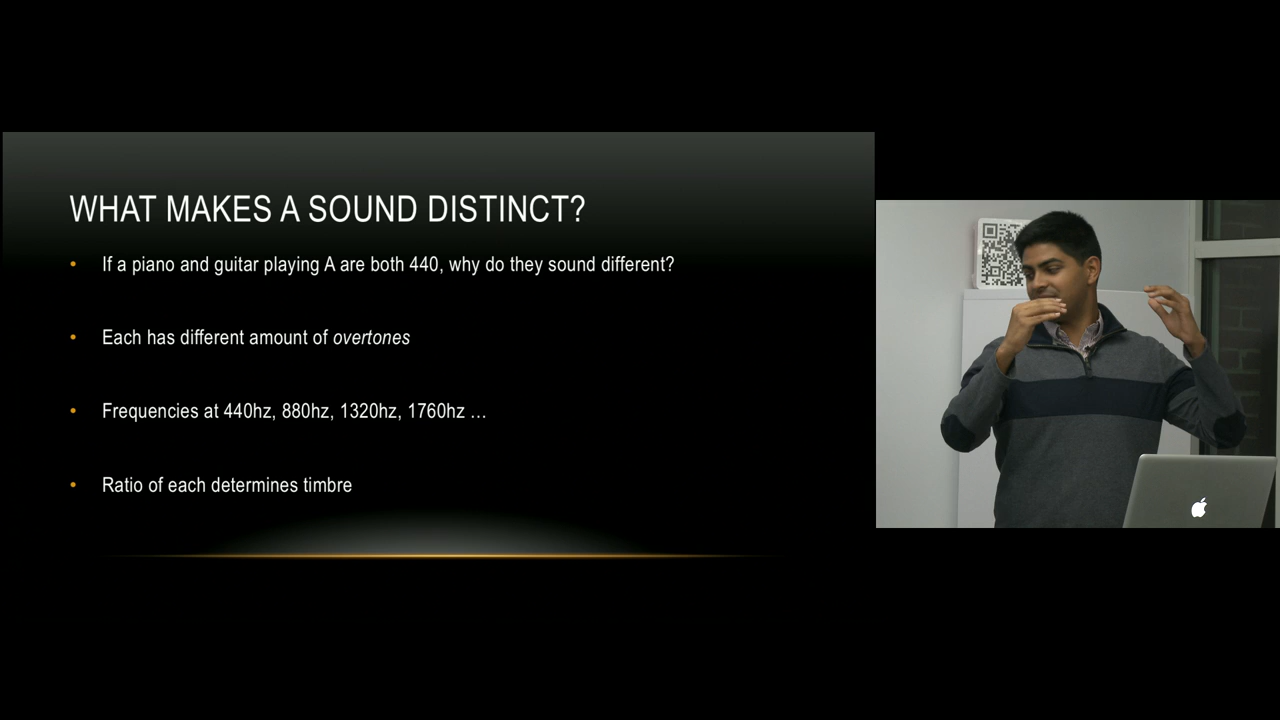 WHAT MAKES A SOUND DISTINCT?
• If a piano and guitar playing A are both 440, why do they sound different?
• Each has different amount of overtones
• Frequencies at 440hz, 880hz, 1320hz, 1760hz …
• Ratio of each determines timbre